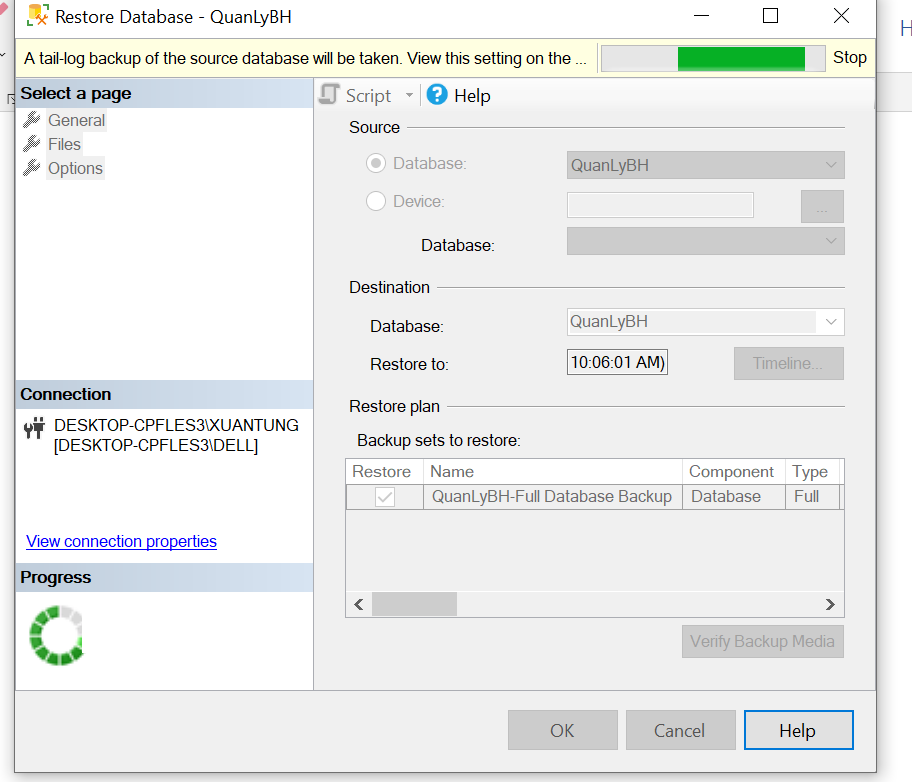 Restore Database - QuanLyBH
A tail-log backup of the source database will be taken. View this setting on the ...
Stop
Select a page
General
Files
Options
Script
Help
Source
Database:
QuanLyBH
Device:
...
Database:
Destination
Database:
QuanLyBH
Restore to:
10:06:01 AM)
Timeline...
Restore plan
Backup sets to restore:
Restore Name Component Type
QuanLyBH-Full Database Backup Database Full
Verify Backup Media
Connection
DESKTOP-CPFLES3\XUANTUNG
[DESKTOP-CPFLES3\DELL]
View connection properties
Progress
OK
Cancel
Help
H